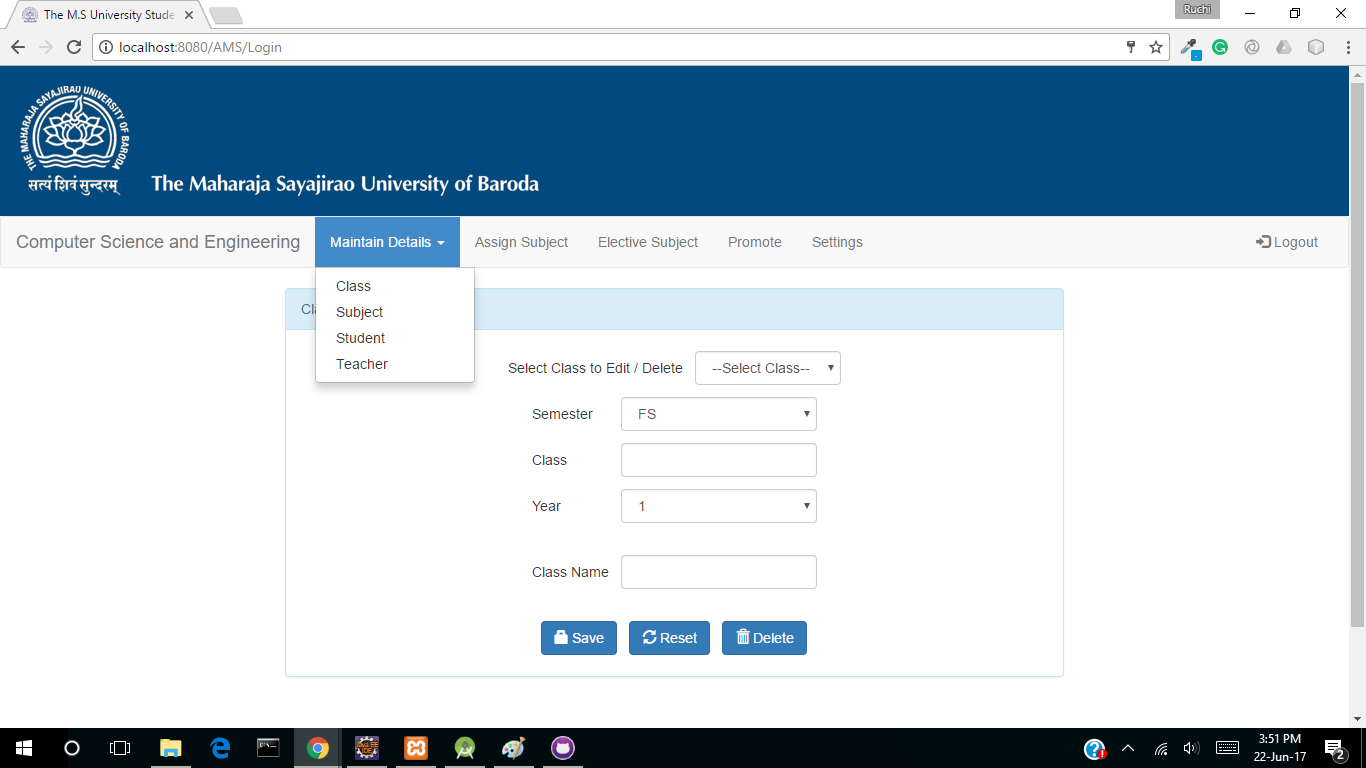 The M.S University Stude
Ruchi
localhost:8080/AMS/Login
THE MAHARAJA SAYAJIRAO UNIVERSITY OF BARODA
सत्यं शिवं सुन्दरम्
The Maharaja Sayajirao University of Baroda
Computer Science and Engineering Maintain Details Assign Subject Elective Subject Promote Settings Logout
Class
Subject
Student
Teacher
Select Class to Edit / Delete --Select Class--
Semester FS
Class
Year 1
Class Name
Save Reset Delete
3:51 PM
22-Jun-17
2